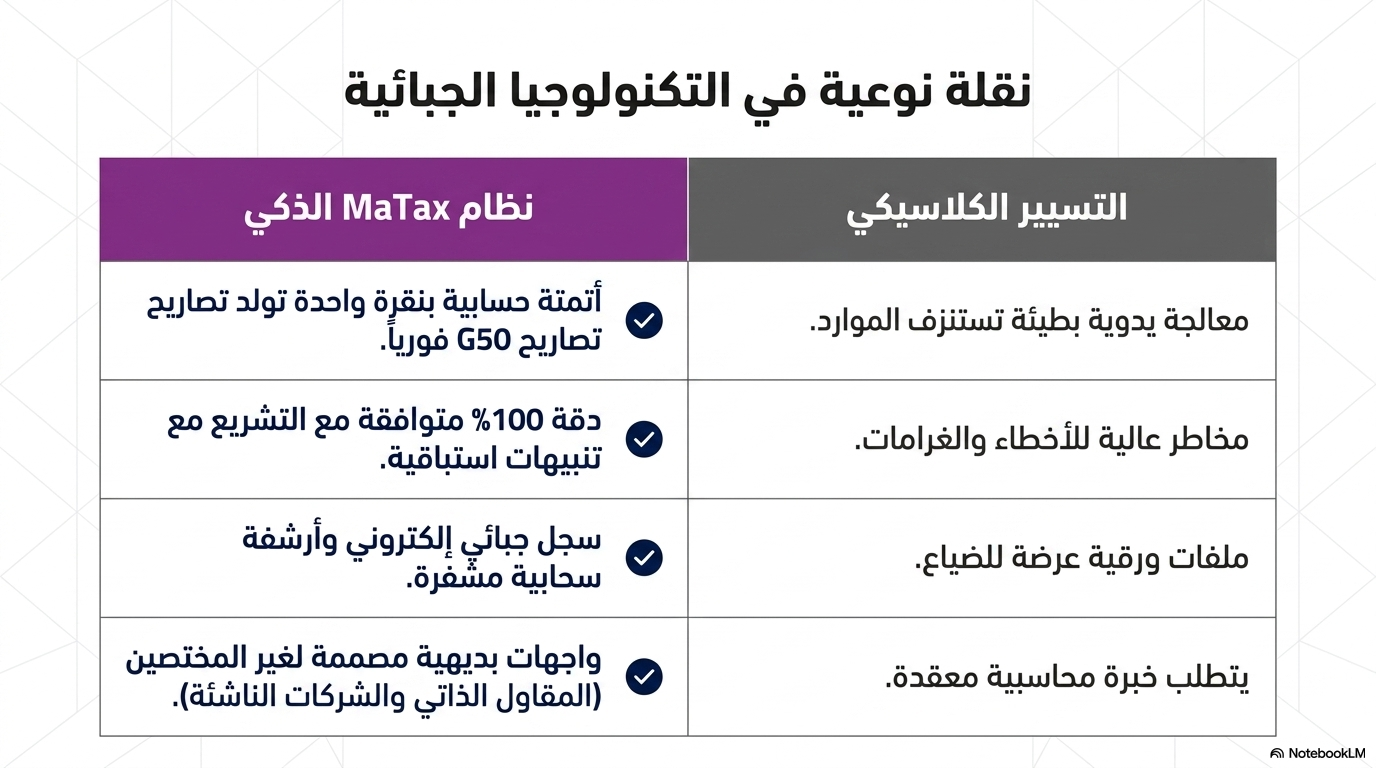 نقلة نوعية في التكنولوجيا الجبائية
التسيير الكلاسيكي
نظام MaTax الذكي
معالجة يدوية بطيئة تستنزف الموارد.
أتمتة حسابية بنقرة واحدة تولد تصاريح
تصاريح G50 فورياً.
مخاطر عالية للأخطاء والغرامات.
دقة 100% متوافقة مع التشريع مع
تنبيهات استباقية.
ملفات ورقية عرضة للضياع.
سجل جبائي إلكتروني وأرشفة
سحابية مشفرة.
يتطلب خبرة محاسبية معقدة.
واجهات بديهية مصممة لغير المختصين
(المقاول الذاتي والشركات الناشئة).
NotebookLM